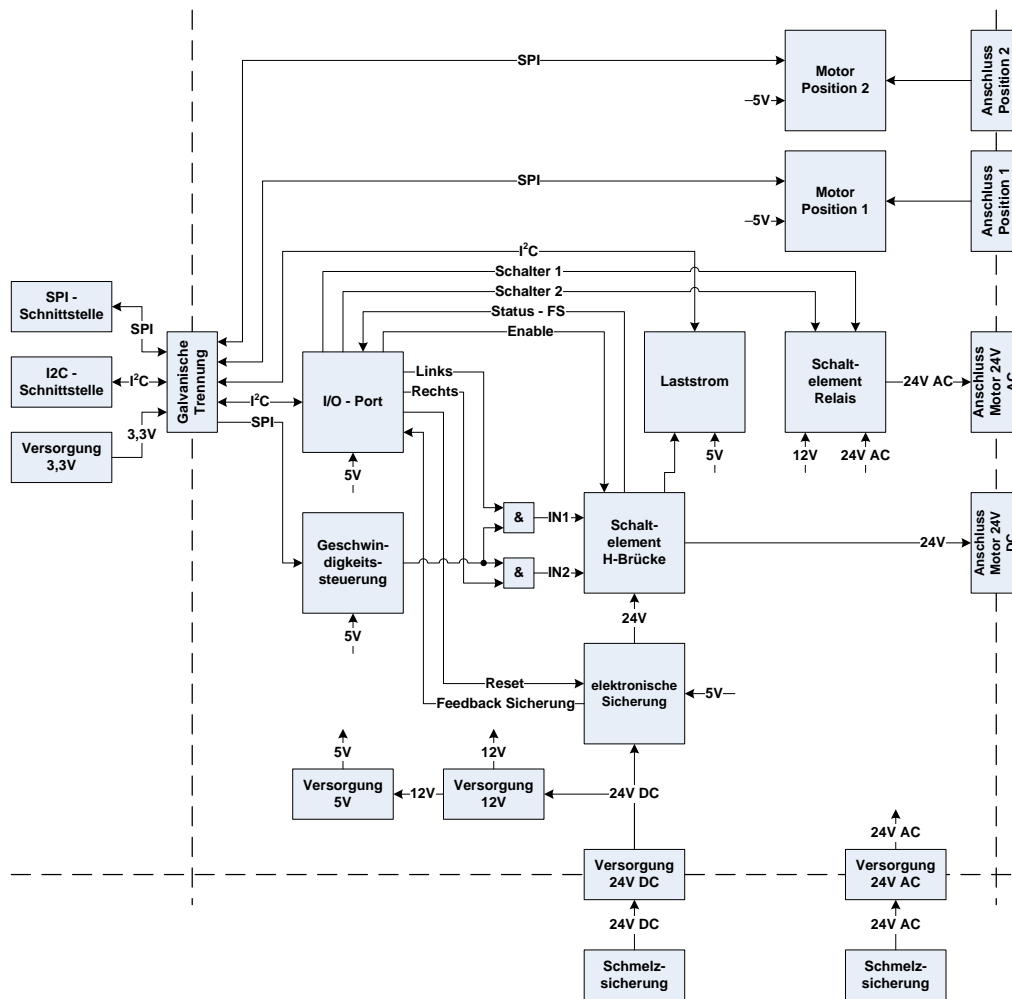 SPI
Motor
Position 2
5V
Anschluss
Position 2
SPI
Motor
Position 1
5V
Anschluss
Position 1
I²C
Schalter 1
Schalter 2
Status - FS
Enable
SPI -
Schnittstelle
SPI
I2C -
Schnittstelle
I²C
Versorgung
3,3V
3,3V
Galvanische
Trennung
I²C
SPI
I/O - Port
5V
Links
Rechts
Laststrom
5V
Schalt-
element
Relais
12V
24V AC
24V AC
Anschluss
Motor 24V
AC
Geschwin-
digkeits-
steuerung
5V
&
IN1
&
IN2
Schalt-
element
H-Brücke
24V
Anschluss
Motor 24V
DC
24V
Reset
Feedback Sicherung
elektronische
Sicherung
5V
5V
12V
Versorgung
5V
12V
Versorgung
12V
24V DC
24V AC
Versorgung
24V DC
Versorgung
24V AC
24V DC
24V AC
Schmelz-
sicherung
Schmelz-
sicherung